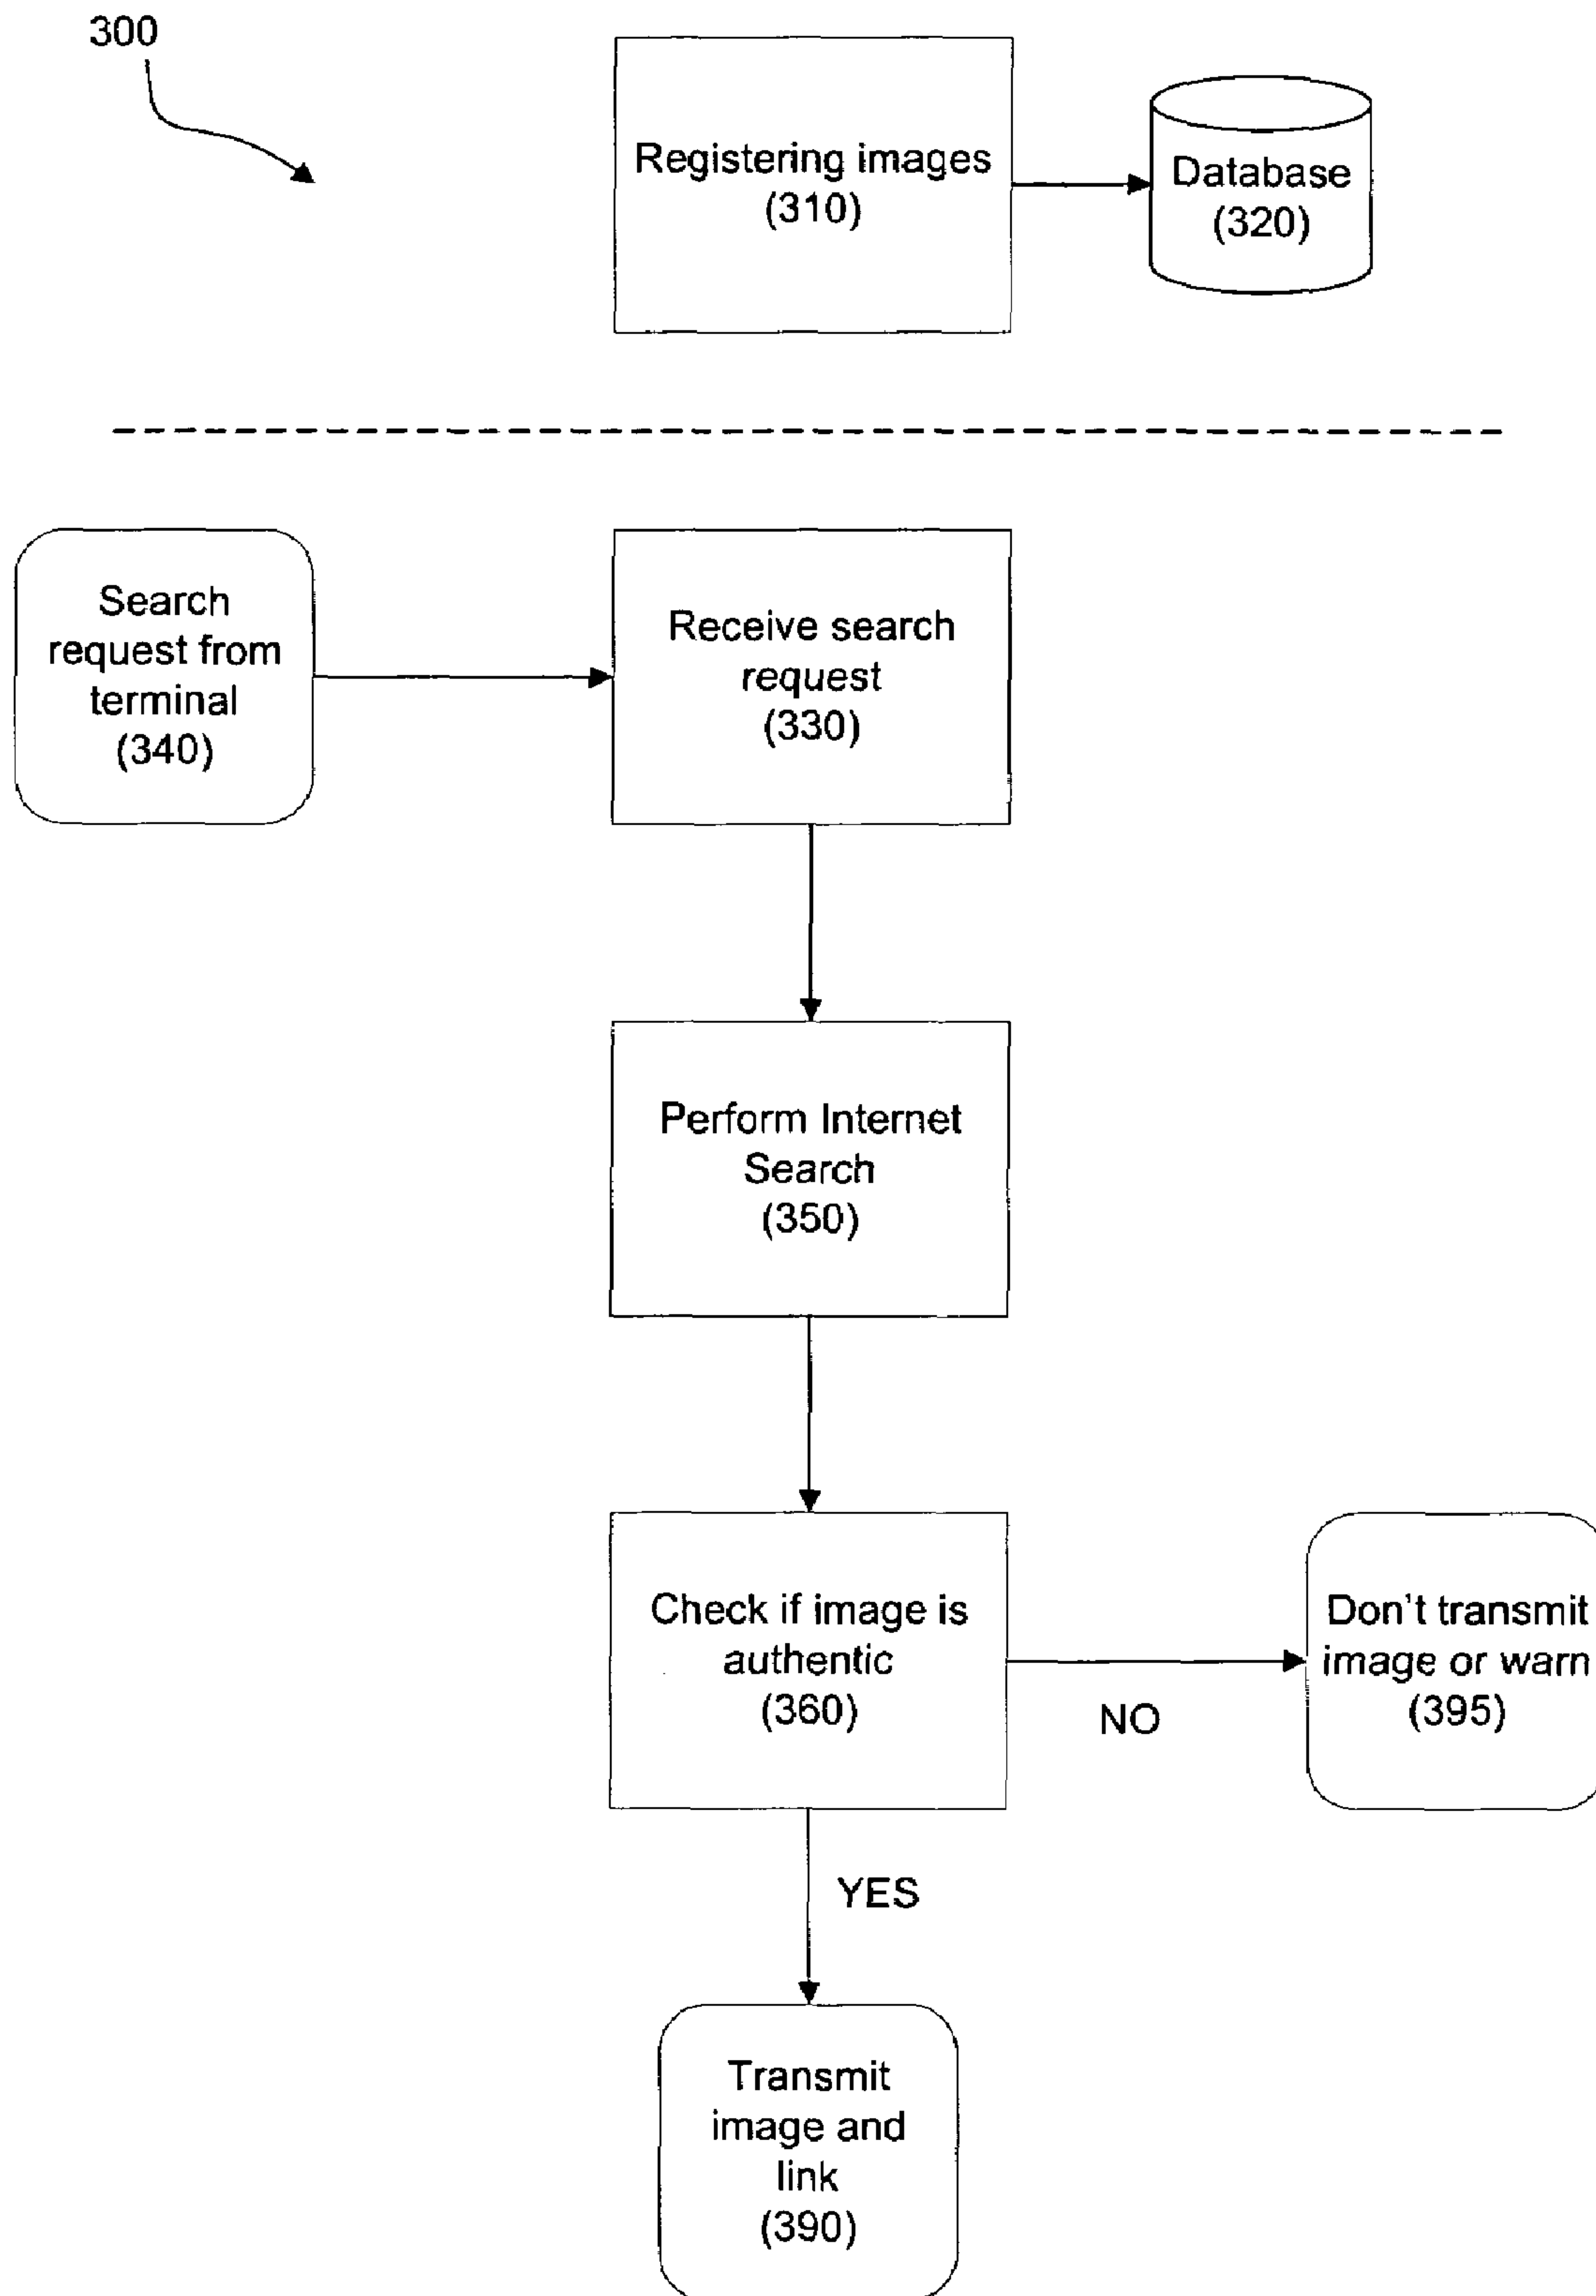 300
Registering images
(310)
Database
(320)
Search
request from
terminal
(340)
Receive search
request
(330)
Perform Internet
Search
(350)
Check if image is
authentic
(360)
NO
Don't transmit
image or warn
(395)
YES
Transmit
image and
link
(390)